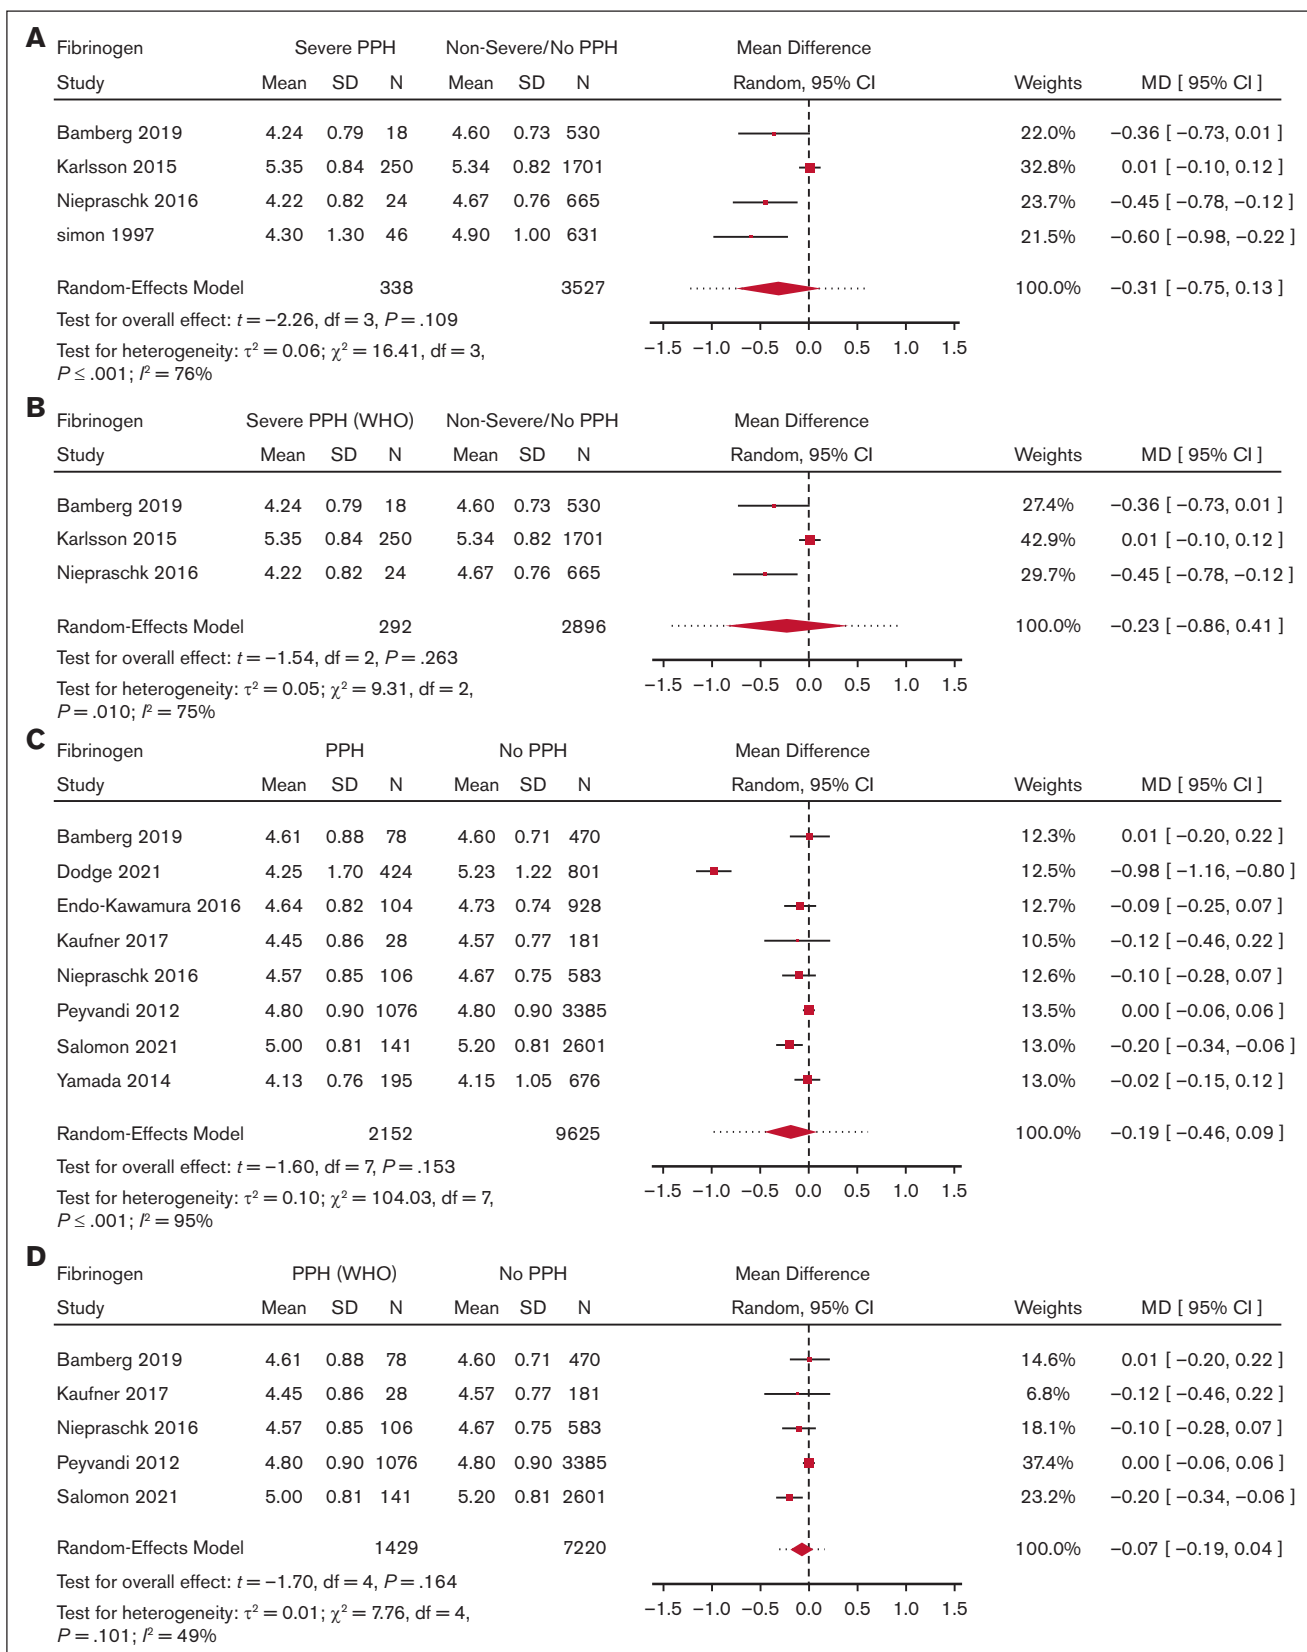 A Fibrinogen Severe PPH Non-Severe/No PPH Mean Difference
Study Mean SD N Mean SD N Random, 95% CI Weights MD [ 95% CI ]
Bamberg 2019 4.24 0.79 18 4.60 0.73 530 22.0% −0.36 [ −0.73, 0.01 ]
Karlsson 2015 5.35 0.84 250 5.34 0.82 1701 32.8% 0.01 [ −0.10, 0.12 ]
Niepraschk 2016 4.22 0.82 24 4.67 0.76 665 23.7% −0.45 [ −0.78, −0.12 ]
simon 1997 4.30 1.30 46 4.90 1.00 631 21.5% −0.60 [ −0.98, −0.22 ]
Random-Effects Model 338 3527 100.0% −0.31 [ −0.75, 0.13 ]
Test for overall effect: t = −2.26, df = 3, P = .109
−1.5 −1.0 −0.5 0.0 0.5 1.0 1.5
Test for heterogeneity: τ² = 0.06; χ² = 16.41, df = 3,
P ≤ .001; I² = 76%
B Fibrinogen Severe PPH (WHO) Non-Severe/No PPH Mean Difference
Study Mean SD N Mean SD N Random, 95% CI Weights MD [ 95% CI ]
Bamberg 2019 4.24 0.79 18 4.60 0.73 530 27.4% −0.36 [ −0.73, 0.01 ]
Karlsson 2015 5.35 0.84 250 5.34 0.82 1701 42.9% 0.01 [ −0.10, 0.12 ]
Niepraschk 2016 4.22 0.82 24 4.67 0.76 665 29.7% −0.45 [ −0.78, −0.12 ]
Random-Effects Model 292 2896 100.0% −0.23 [ −0.86, 0.41 ]
Test for overall effect: t = −1.54, df = 2, P = .263
−1.5 −1.0 −0.5 0.0 0.5 1.0 1.5
Test for heterogeneity: τ² = 0.05; χ² = 9.31, df = 2,
P = .010; I² = 75%
C Fibrinogen PPH No PPH Mean Difference
Study Mean SD N Mean SD N Random, 95% CI Weights MD [ 95% CI ]
Bamberg 2019 4.61 0.88 78 4.60 0.71 470 12.3% 0.01 [ −0.20, 0.22 ]
Dodge 2021 4.25 1.70 424 5.23 1.22 801 12.5% −0.98 [ −1.16, −0.80 ]
Endo-Kawamura 2016 4.64 0.82 104 4.73 0.74 928 12.7% −0.09 [ −0.25, 0.07 ]
Kaufner 2017 4.45 0.86 28 4.57 0.77 181 10.5% −0.12 [ −0.46, 0.22 ]
Niepraschk 2016 4.57 0.85 106 4.67 0.75 583 12.6% −0.10 [ −0.28, 0.07 ]
Peyvandi 2012 4.80 0.90 1076 4.80 0.90 3385 13.5% 0.00 [ −0.06, 0.06 ]
Salomon 2021 5.00 0.81 141 5.20 0.81 2601 13.0% −0.20 [ −0.34, −0.06 ]
Yamada 2014 4.13 0.76 195 4.15 1.05 676 13.0% −0.02 [ −0.15, 0.12 ]
Random-Effects Model 2152 9625 100.0% −0.19 [ −0.46, 0.09 ]
Test for overall effect: t = −1.60, df = 7, P = .153
−1.5 −1.0 −0.5 0.0 0.5 1.0 1.5
Test for heterogeneity: τ² = 0.10; χ² = 104.03, df = 7,
P ≤ .001; I² = 95%
D Fibrinogen PPH (WHO) No PPH Mean Difference
Study Mean SD N Mean SD N Random, 95% CI Weights MD [ 95% CI ]
Bamberg 2019 4.61 0.88 78 4.60 0.71 470 14.6% 0.01 [ −0.20, 0.22 ]
Kaufner 2017 4.45 0.86 28 4.57 0.77 181 6.8% −0.12 [ −0.46, 0.22 ]
Niepraschk 2016 4.57 0.85 106 4.67 0.75 583 18.1% −0.10 [ −0.28, 0.07 ]
Peyvandi 2012 4.80 0.90 1076 4.80 0.90 3385 37.4% 0.00 [ −0.06, 0.06 ]
Salomon 2021 5.00 0.81 141 5.20 0.81 2601 23.2% −0.20 [ −0.34, −0.06 ]
Random-Effects Model 1429 7220 100.0% −0.07 [ −0.19, 0.04 ]
Test for overall effect: t = −1.70, df = 4, P = .164
−1.5 −1.0 −0.5 0.0 0.5 1.0 1.5
Test for heterogeneity: τ² = 0.01; χ² = 7.76, df = 4,
P = .101; I² = 49%